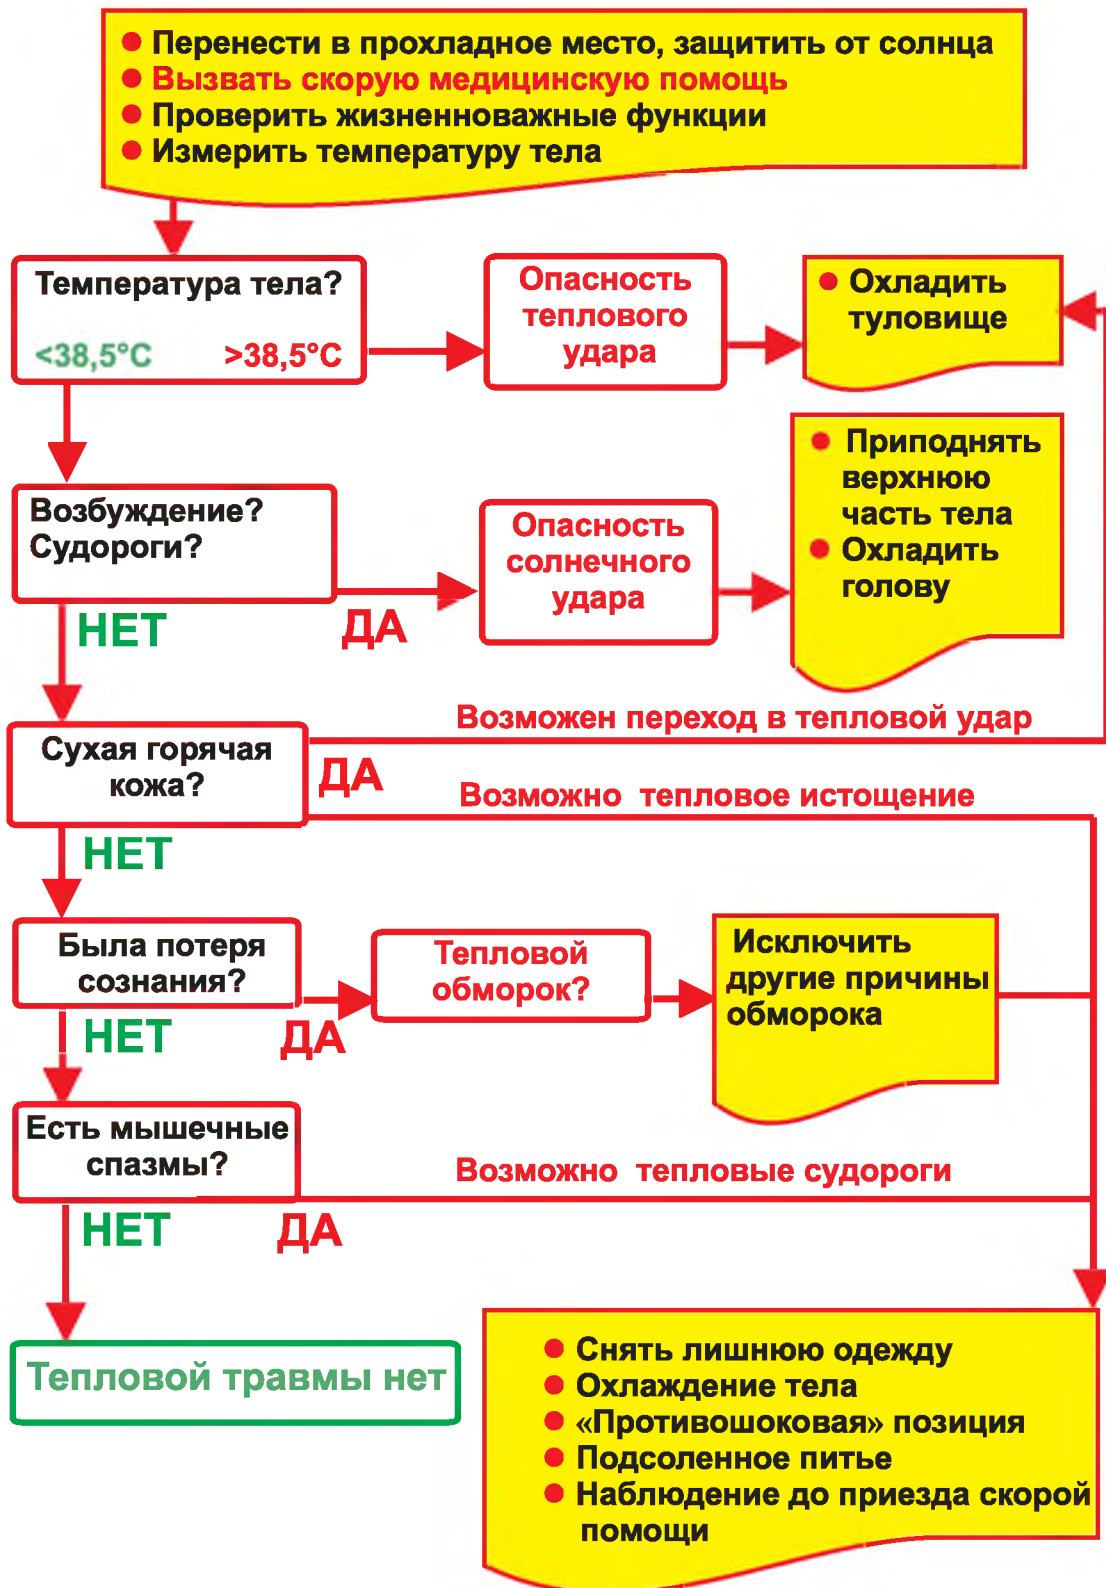 Перенести в прохладное место, защитить от солнца
Вызвать скорую медицинскую помощь
Проверить жизненноважные функции
Измерить температуру тела
Температура тела?
<38,5°C >38,5°C
Опасность
теплового
удара
Охладить
туловище
Возбуждение?
Судороги?
НЕТ
ДА
Опасность
солнечного
удара
Приподнять
верхнюю
часть тела
Охладить
голову
Возможен переход в тепловой удар
Сухая горячая
кожа?
ДА
Возможно тепловое истощение
НЕТ
Была потеря
сознания?
НЕТ
ДА
Тепловой
обморок?
Исключить
другие причины
обморока
Есть мышечные
спазмы?
Возможно тепловые судороги
НЕТ
ДА
Тепловой травмы нет
Снять лишнюю одежду
Охлаждение тела
«Противошоковая» позиция
Подсоленное питье
Наблюдение до приезда скорой
помощи